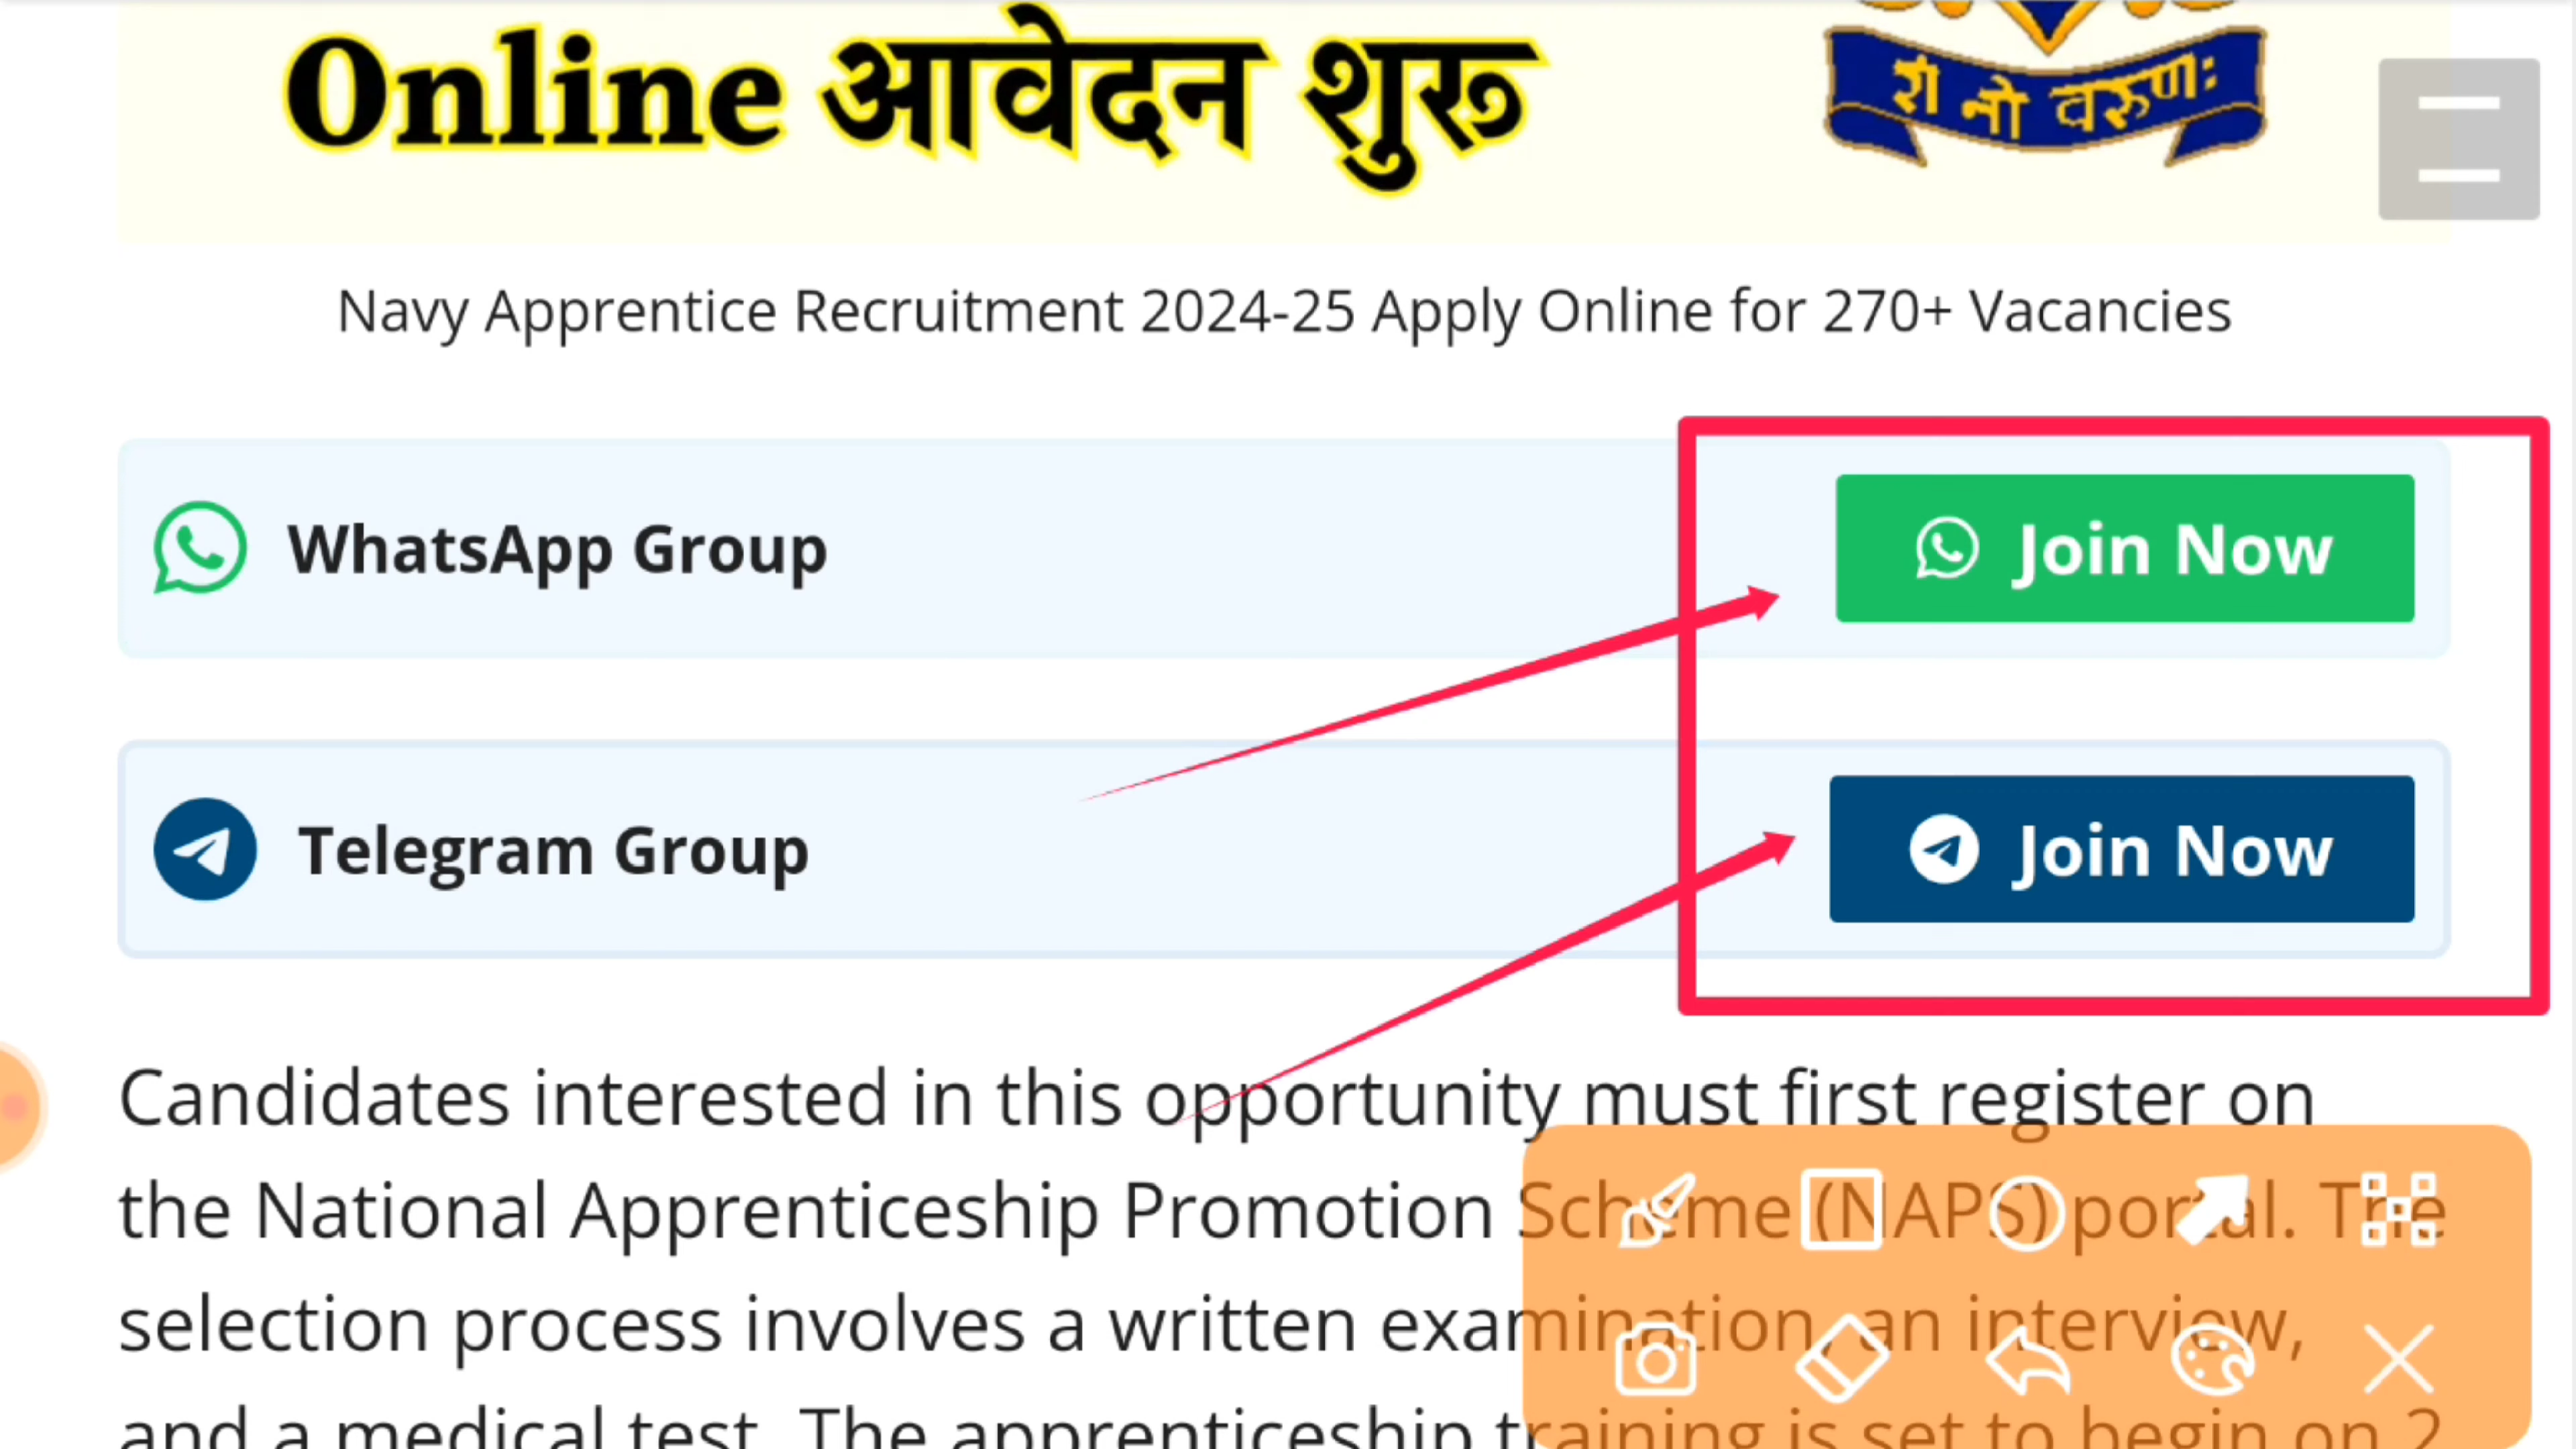 Online आवेदन शुरू
शं नो वरुणः
Navy Apprentice Recruitment 2024-25 Apply Online for 270+ Vacancies
WhatsApp Group
Join Now
Telegram Group
Join Now
Candidates interested in this opportunity must first register on
the National Apprenticeship Promotion Scheme (NAPS) portal. The
selection process involves a written examination, an interview,
and a medical test. The apprenticeship training is set to begin on 2